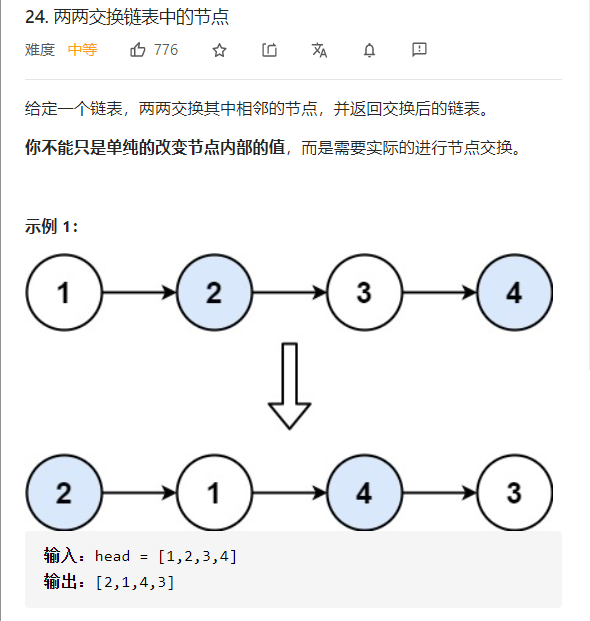 24. 两两交换链表中的节点
难度 中等 776
给定一个链表，两两交换其中相邻的节点，并返回交换后的链表。
你不能只是单纯的改变节点内部的值，而是需要实际的进行节点交换。
示例 1：
1 2 3 4
2 1 4 3
输入：head = [1,2,3,4]
输出：[2,1,4,3]